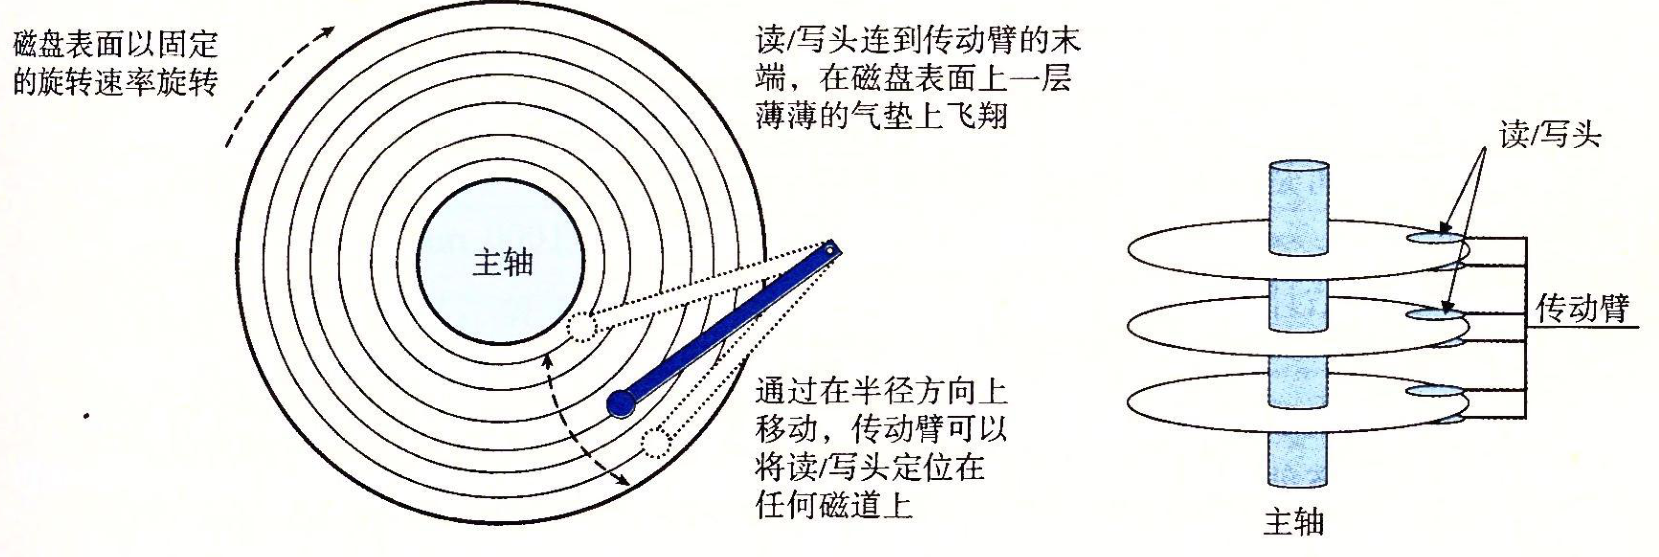 磁盘表面以固定
的旋转速率旋转
读/写头连到传动臂的末
端，在磁盘表面上一层
薄薄的气垫上飞翔
主轴
通过在半径方向上
移动，传动臂可以
将读/写头定位在
任何磁道上
读/写头
传动臂
主轴